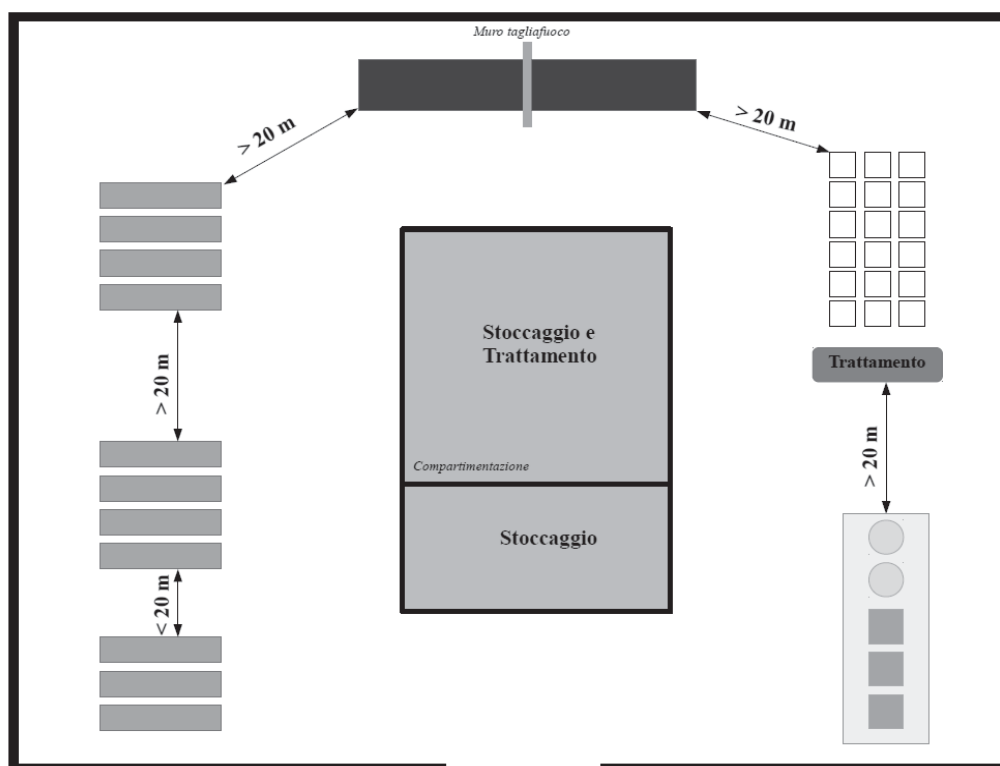 Muro tagliafuoco
> 20 m
> 20 m
Stoccaggio e
Trattamento
Trattamento
> 20 m
> 20 m
Compartimentazione
Stoccaggio
< 20 m